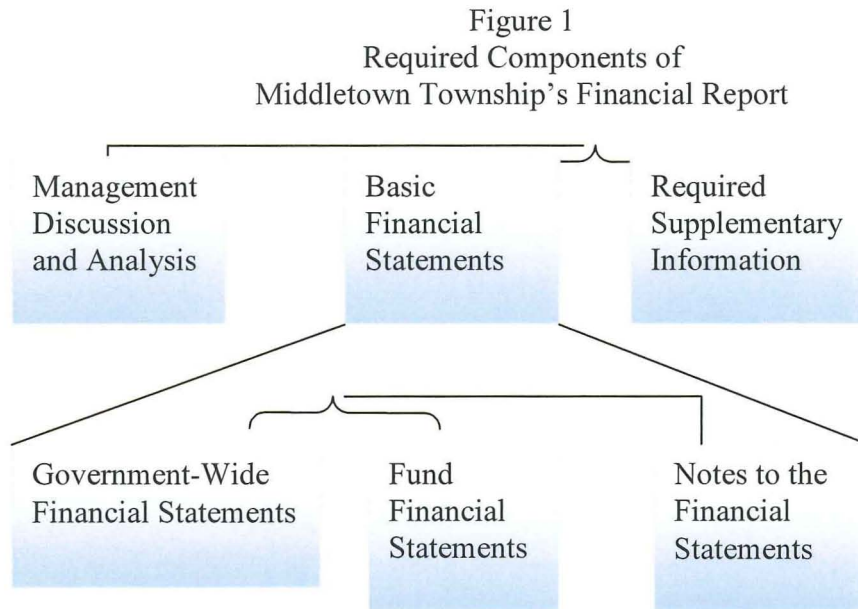 Figure 1
Required Components of
Middletown Township's Financial Report
Management
Discussion
and Analysis
Basic
Financial
Statements
Required
Supplementary
Information
Government-Wide
Financial Statements
Fund
Financial
Statements
Notes to the
Financial
Statements